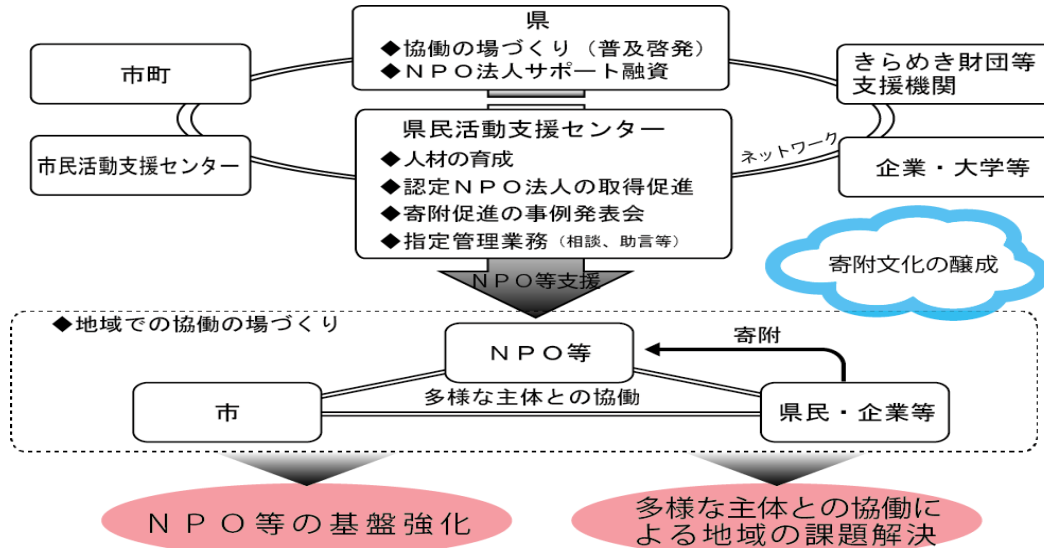 県
◆協働の場づくり（普及啓発）
◆ＮＰＯ法人サポート融資
市町
きらめき財団等
支援機関
県民活動支援センター
◆人材の育成
◆認定ＮＰＯ法人の取得促進
◆寄附促進の事例発表会
◆指定管理業務（相談、助言等）
市民活動支援センター
ネットワーク
企業・大学等
寄附文化の醸成
ＮＰＯ等支援
◆地域での協働の場づくり
ＮＰＯ等
寄附
多様な主体との協働
市
県民・企業等
ＮＰＯ等の基盤強化
多様な主体との協働に
よる地域の課題解決